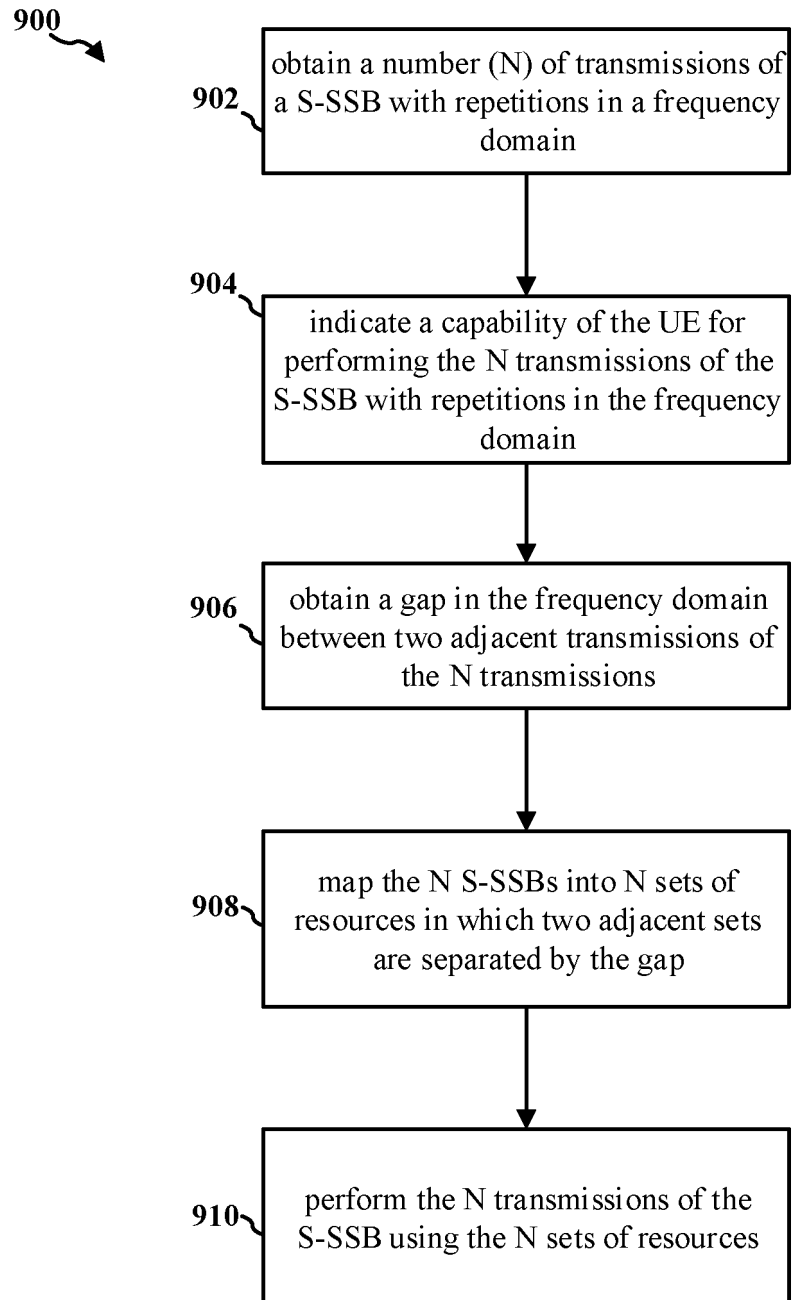 900
902
obtain a number (N) of transmissions of
a S-SSB with repetitions in a frequency
domain
904
indicate a capability of the UE for
performing the N transmissions of the
S-SSB with repetitions in the frequency
domain
906
obtain a gap in the frequency domain
between two adjacent transmissions of
the N transmissions
908
map the N S-SSBs into N sets of
resources in which two adjacent sets
are separated by the gap
910
perform the N transmissions of the
S-SSB using the N sets of resources